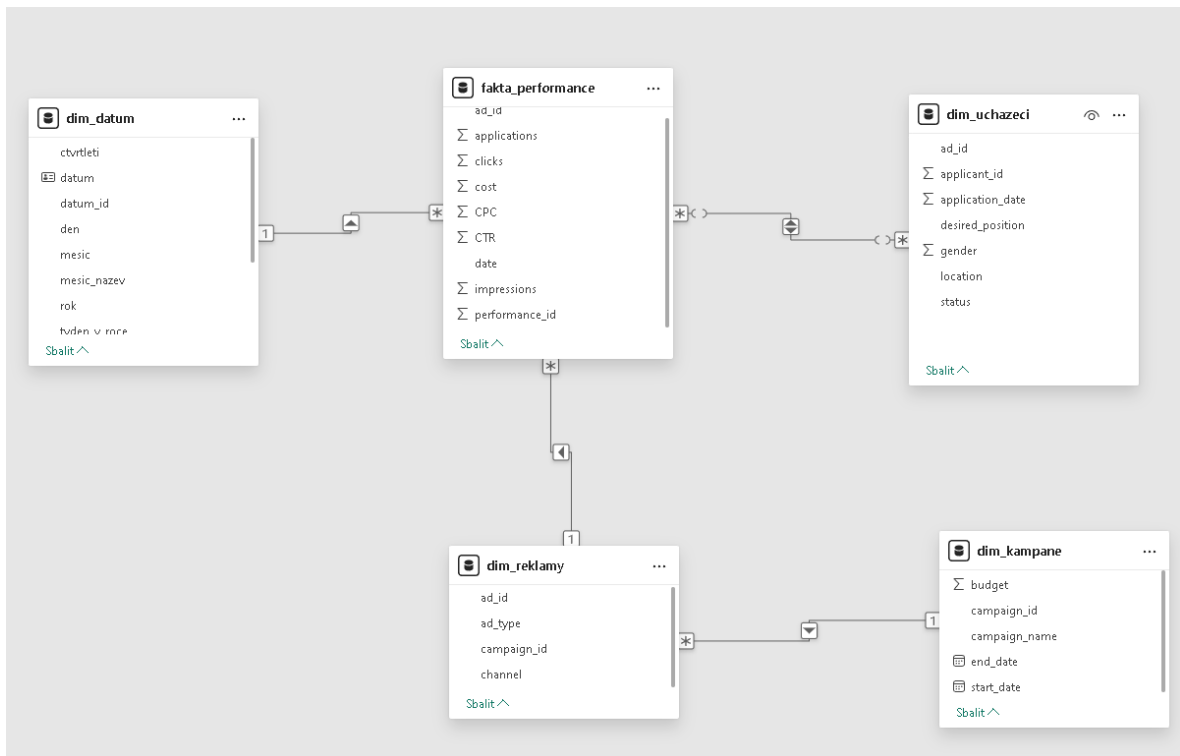 dim_datum
ctvrtleti
datum
datum_id
den
mesic
mesic_nazev
rok
tyden_v_roce
Sbalit
fakta_performance
ad_id
applications
clicks
cost
CPC
CTR
date
impressions
performance_id
Sbalit
dim_uchazeci
ad_id
applicant_id
application_date
desired_position
gender
location
status
Sbalit
1
*
*
*
*
1
dim_reklamy
ad_id
ad_type
campaign_id
channel
Sbalit
*
1
dim_kampane
budget
campaign_id
campaign_name
end_date
start_date
Sbalit